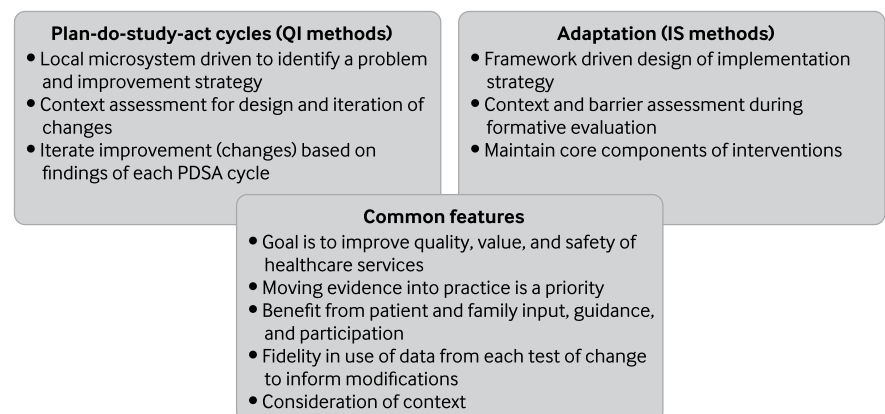 Plan-do-study-act cycles (QI methods)
• Local microsystem driven to identify a problem
and improvement strategy
• Context assessment for design and iteration of
changes
• Iterate improvement (changes) based on
findings of each PDSA cycle
Adaptation (IS methods)
• Framework driven design of implementation
strategy
• Context and barrier assessment during
formative evaluation
• Maintain core components of interventions
Common features
• Goal is to improve quality, value, and safety of
healthcare services
• Moving evidence into practice is a priority
• Benefit from patient and family input, guidance,
and participation
• Fidelity in use of data from each test of change
to inform modifications
• Consideration of context